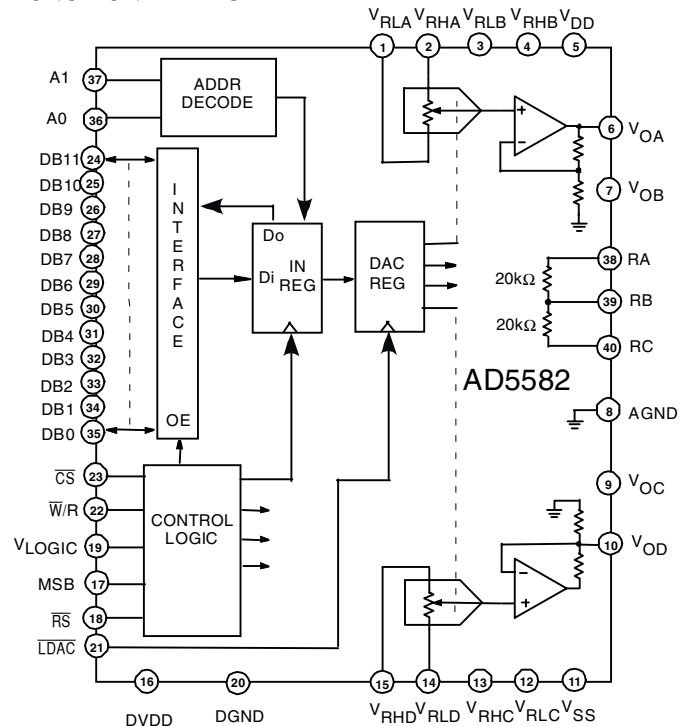 VRLA VRHA VRLB VRHB VDD
1 2 3 4 5
A1 37
A0 36
ADDR
DECODE
DB11 24
DB10 25
DB9 26
DB8 27
DB7 28
DB6 29
DB5 30
DB4 31
DB3 32
DB2 33
DB1 34
DB0 35
INTERFACE
OE
Do
Di IN
REG
DAC
REG
+
−
6 VOA
7 VOB
38 RA
20kΩ
39 RB
20kΩ
40 RC
AD5582
8 AGND
9 VOC
10 VOD
−
+
CS 23
W/R 22
VLOGIC 19
MSB 17
RS 18
LDAC 21
CONTROL
LOGIC
16 20 15 14 13 12 11
DVDD DGND VRHD VRLD VRHC VRLC VSS